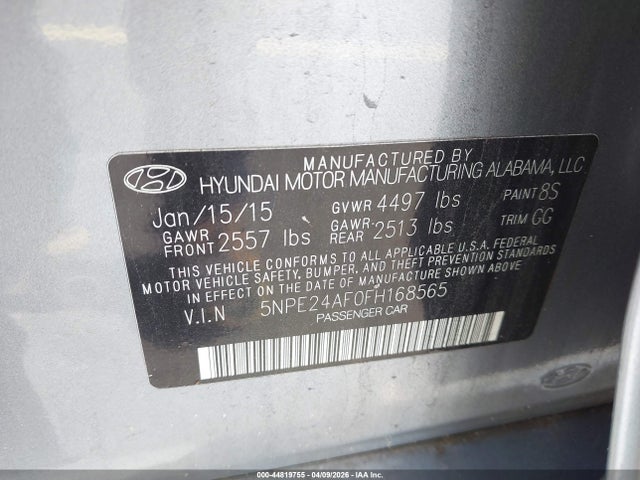 MANUFACTURED BY
HYUNDAI MOTOR MANUFACTURING ALABAMA, LLC
Jan/15/15 GVWR 4497 lbs PAINT 8S
GAWR FRONT 2557 lbs GAWR REAR 2513 lbs TRIM GG
THIS VEHICLE CONFORMS TO ALL APPLICABLE U.S.A. FEDERAL
MOTOR VEHICLE SAFETY, BUMPER, AND THEFT PREVENTION STANDARDS
IN EFFECT ON THE DATE OF MANUFACTURE SHOWN ABOVE
V.I.N 5NPE24AF0FH168565
PASSENGER CAR
000-44819755 - 04/09/2026 - IAA Inc.